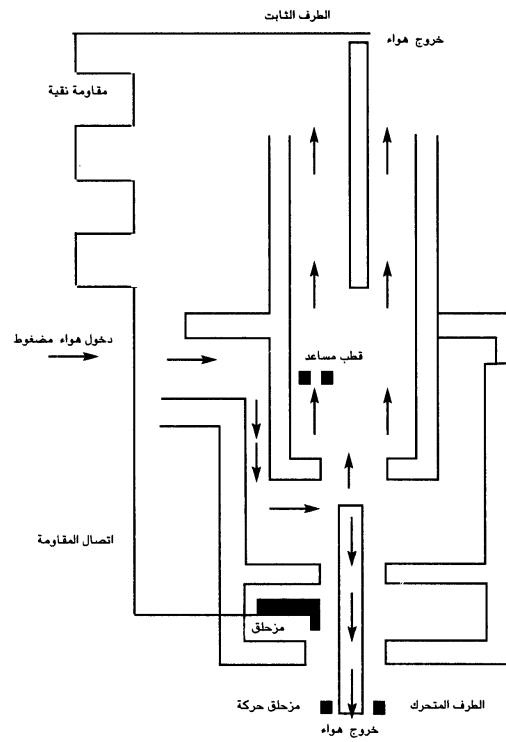 الطرف الثابت
خروج هواء
مقاومة نقية
دخول هواء مضغوط
قطب مساعد
اتصال المقاومة
مزحلق
مزحلق حركة
الطرف المتحرك
خروج هواء